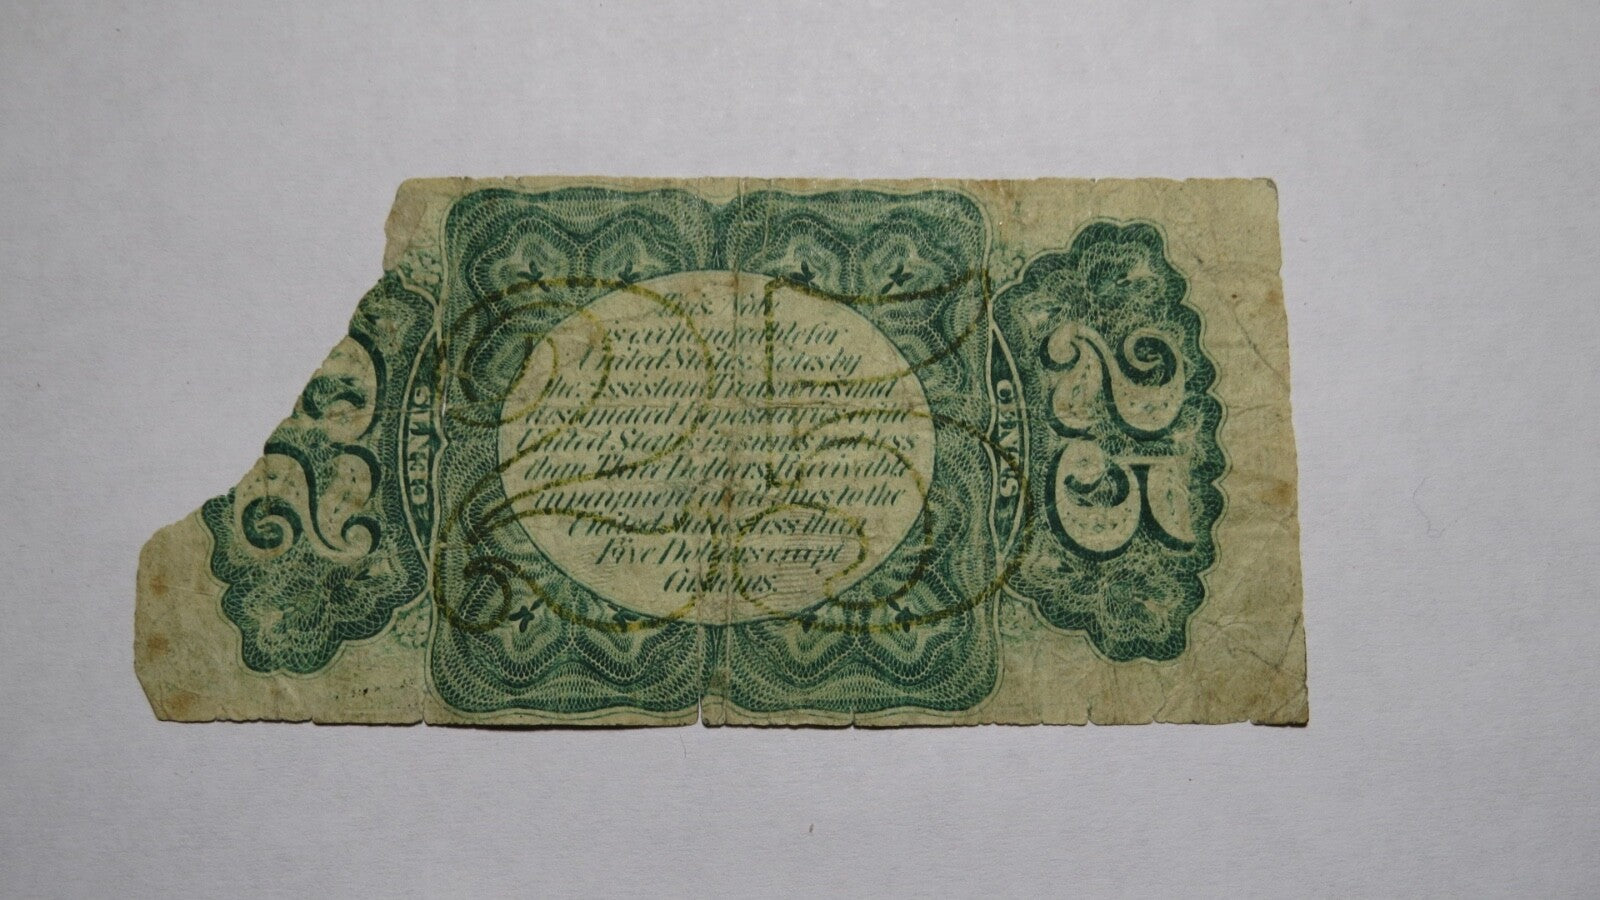 This Note
is exchangeable for
United States Notes by
the Assistant Treasurers and
designated Depositaries of the
United States in sums not less
than Three Dollars. Receivable
in payment of all dues to the
United States less than
Five Dollars except
Customs.
25
CENTS
25
CENTS
25